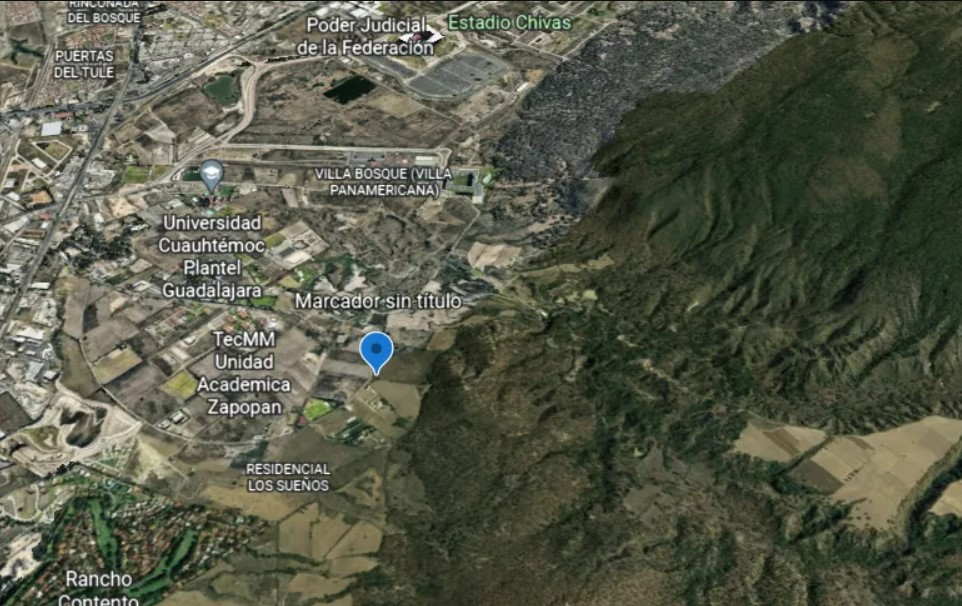 RINCONADA
DEL BOSQUE
Poder Judicial
de la Federación
Estadio Chivas
PUERTAS
DEL TULE
VILLA BOSQUE (VILLA
PANAMERICANA)
Universidad
Cuauhtémoc
Plantel
Guadalajara
Marcador sin título
TecMM
Unidad
Academica
Zapopan
RESIDENCIAL
LOS SUEÑOS
Rancho
Contento